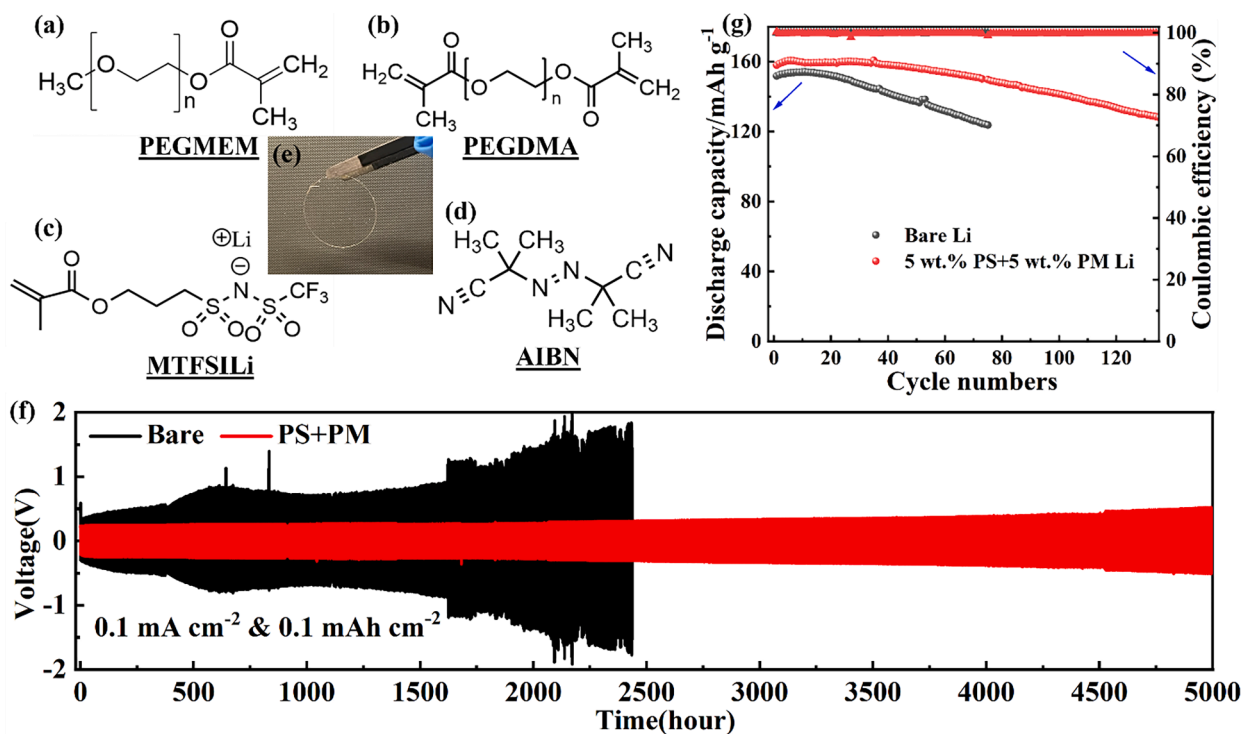 (a)
H₃C
O
n
O
O
CH₂
CH₃
PEGMEM
(b)
H₂C
O
CH₃
O
n
O
O
CH₃
CH₂
PEGDMA
(c)
⊕Li
⊖
O
O
S
N
S
CF₃
O O
O O
MTFSILi
(d)
H₃C
CH₃
N
N
N
N
H₃C
CH₃
AIBN
(e)
(f)
Bare
PS+PM
Voltage(V)
2
1
0
-1
-2
0.1 mA cm⁻² & 0.1 mAh cm⁻²
0 500 1000 1500 2000 2500 3000 3500 4000 4500 5000
Time(hour)
(g)
Discharge capacity/mAh g⁻¹
160
120
80
40
0
Bare Li
5 wt.% PS+5 wt.% PM Li
100
80
60
40
20
0
Coulombic efficiency (%)
0 20 40 60 80 100 120
Cycle numbers